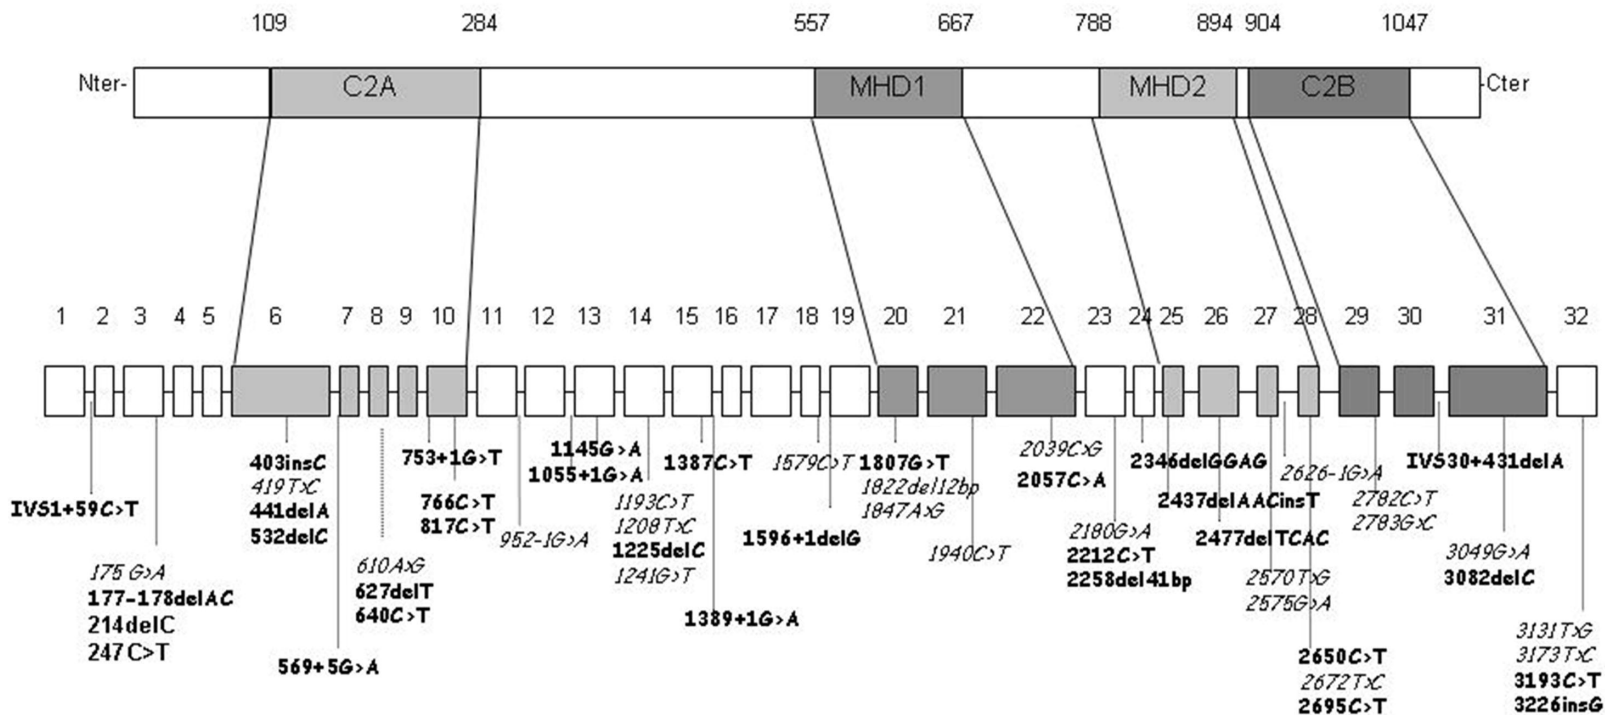 109 284 557 667 788 894 904 1047
Nter- C2A MHD1 MHD2 C2B -Cter
1 2 3 4 5 6 7 8 9 10 11 12 13 14 15 16 17 18 19 20 21 22 23 24 25 26 27 28 29 30 31 32
IVS1+59C>T
175 G>A
177-178delAC
214delC
247 C>T
403insC
419T>C
441delA
532delC
569+5G>A
610A>G
627delT
640C>T
753+1G>T
766C>T
817C>T
952-1G>A
1145G>A
1055+1G>A
1193C>T
1208T>C
1225delC
1241G>T
1387C>T
1389+1G>A
1579C>T
1596+1delG
1807G>T
1822del12bp
1847A>G
1940C>T
2039C>G
2057C>A
2180G>A
2212C>T
2258del41bp
2346delGGAG
2437delAACinsT
2477delTCAC
2570T>G
2575G>A
2626-1G>A
2650C>T
2672T>C
2695C>T
2782C>T
2783G>C
IVS30+431delA
3049G>A
3082delC
3131T>G
3173T>C
3193C>T
3226insG